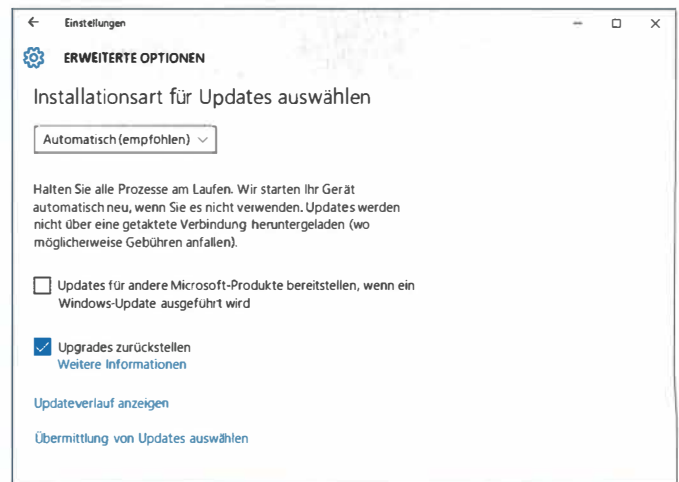 Einstellungen
ERWEITERTE OPTIONEN
Installationsart für Updates auswählen
Automatisch (empfohlen)
Halten Sie alle Prozesse am Laufen. Wir starten Ihr Gerät
automatisch neu, wenn Sie es nicht verwenden. Updates werden
nicht über eine getaktete Verbindung heruntergeladen (wo
möglicherweise Gebühren anfallen).
Updates für andere Microsoft-Produkte bereitstellen, wenn ein
Windows-Update ausgeführt wird
Upgrades zurückstellen
Weitere Informationen
Updateverlauf anzeigen
Übermittlung von Updates auswählen